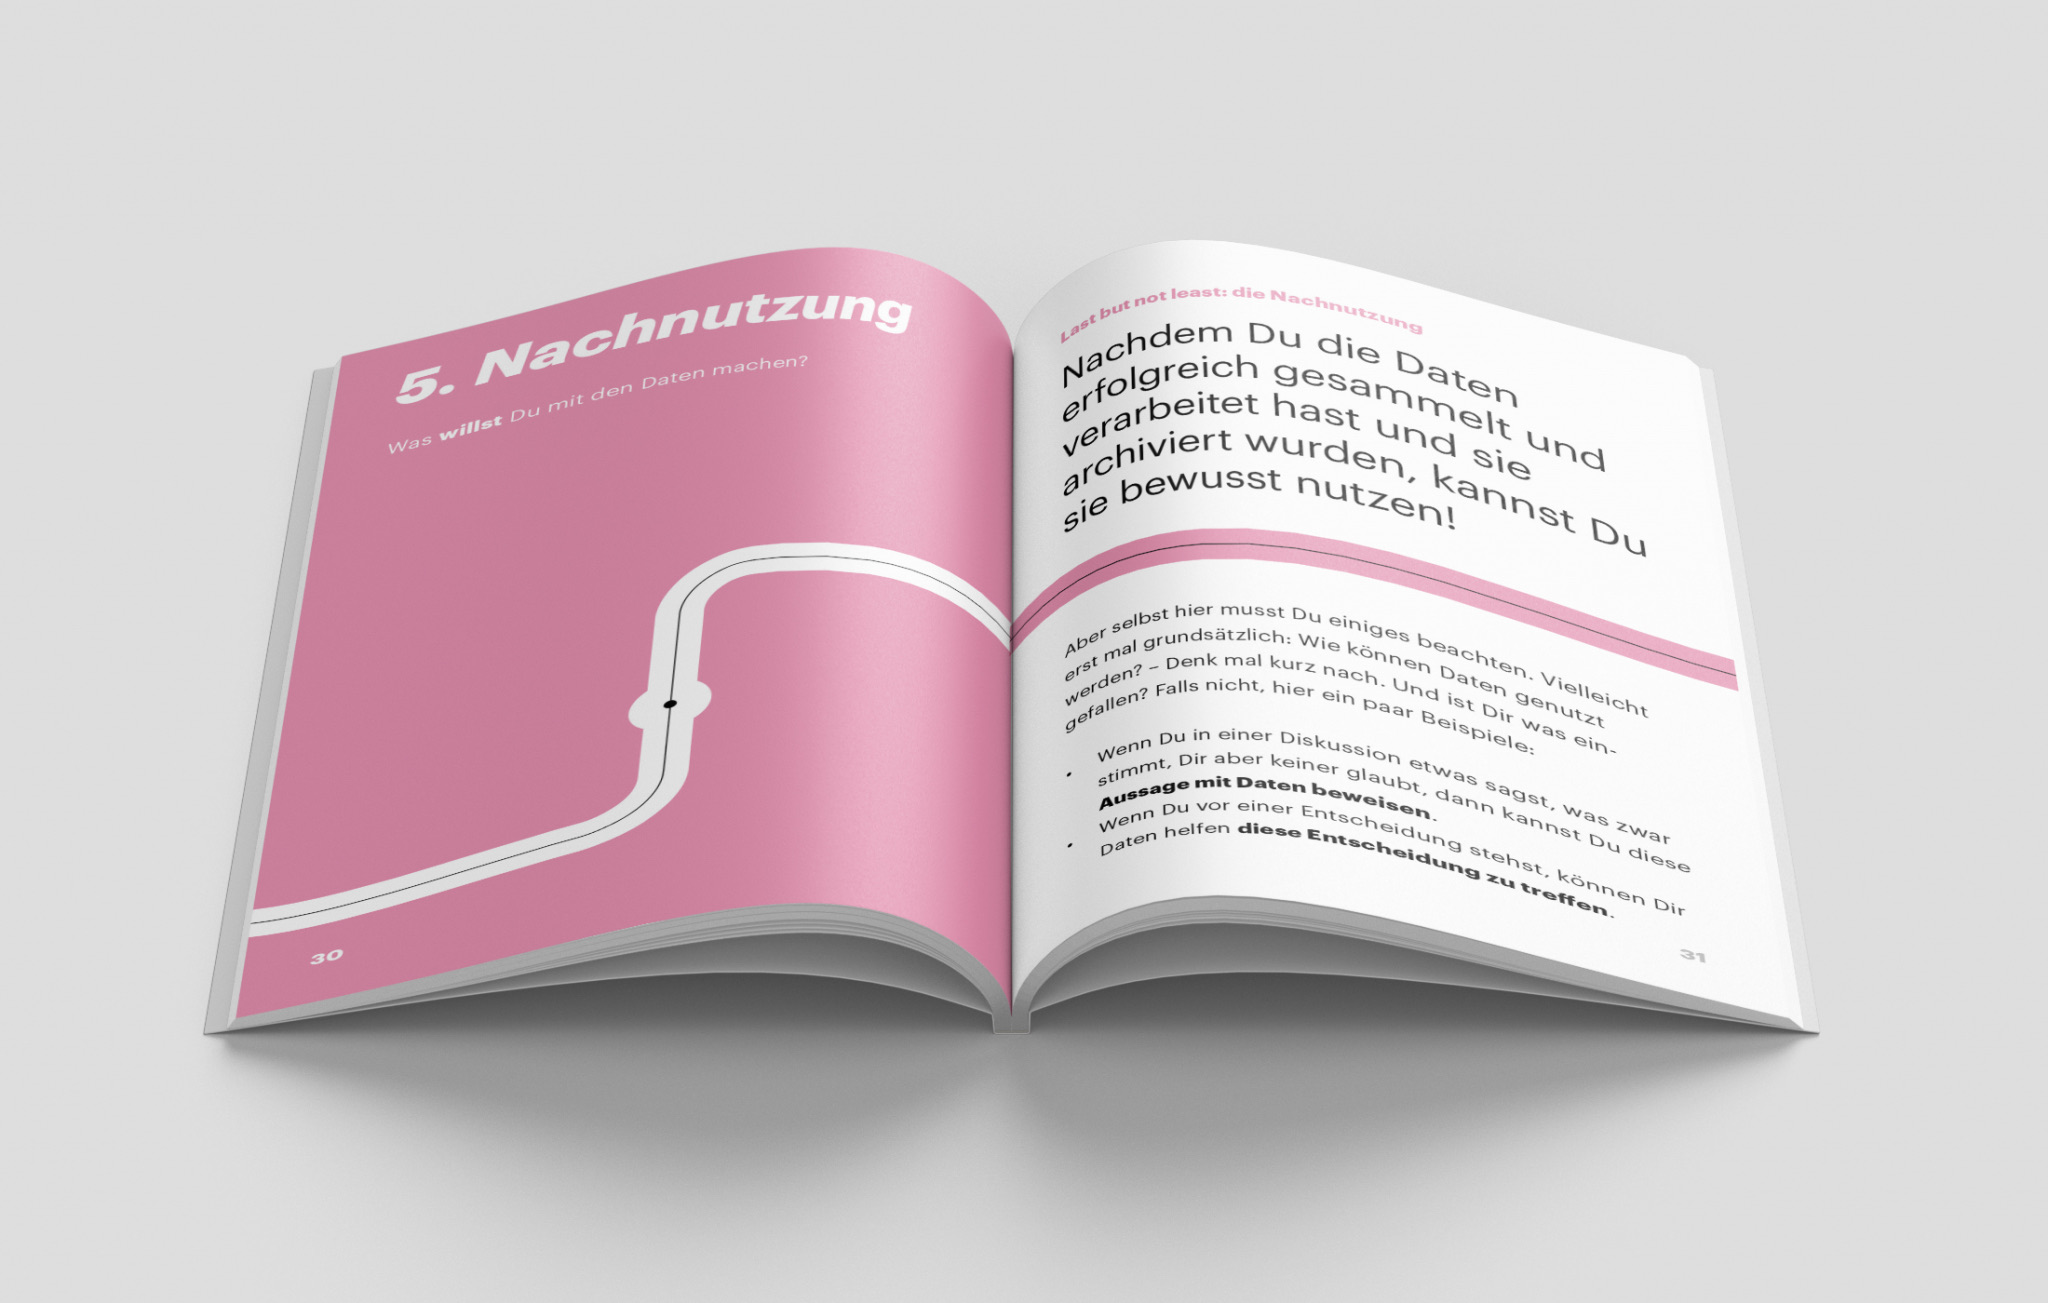 5. Nachnutzung
Was willst Du mit den Daten machen?
30
Last but not least: die Nachnutzung
Nachdem Du die Daten
erfolgreich gesammelt und
verarbeitet hast und sie
archiviert wurden, kannst Du
sie bewusst nutzen!
Aber selbst hier musst Du einiges beachten. Vielleicht
erst mal grundsätzlich: Wie können Daten genutzt
werden? – Denk mal kurz nach. Und ist Dir was ein-
gefallen? Falls nicht, hier ein paar Beispiele:
• Wenn Du in einer Diskussion etwas sagst, was zwar
stimmt, Dir aber keiner glaubt, dann kannst Du diese
Aussage mit Daten beweisen.
• Wenn Du vor einer Entscheidung stehst, können Dir
Daten helfen diese Entscheidung zu treffen.
31